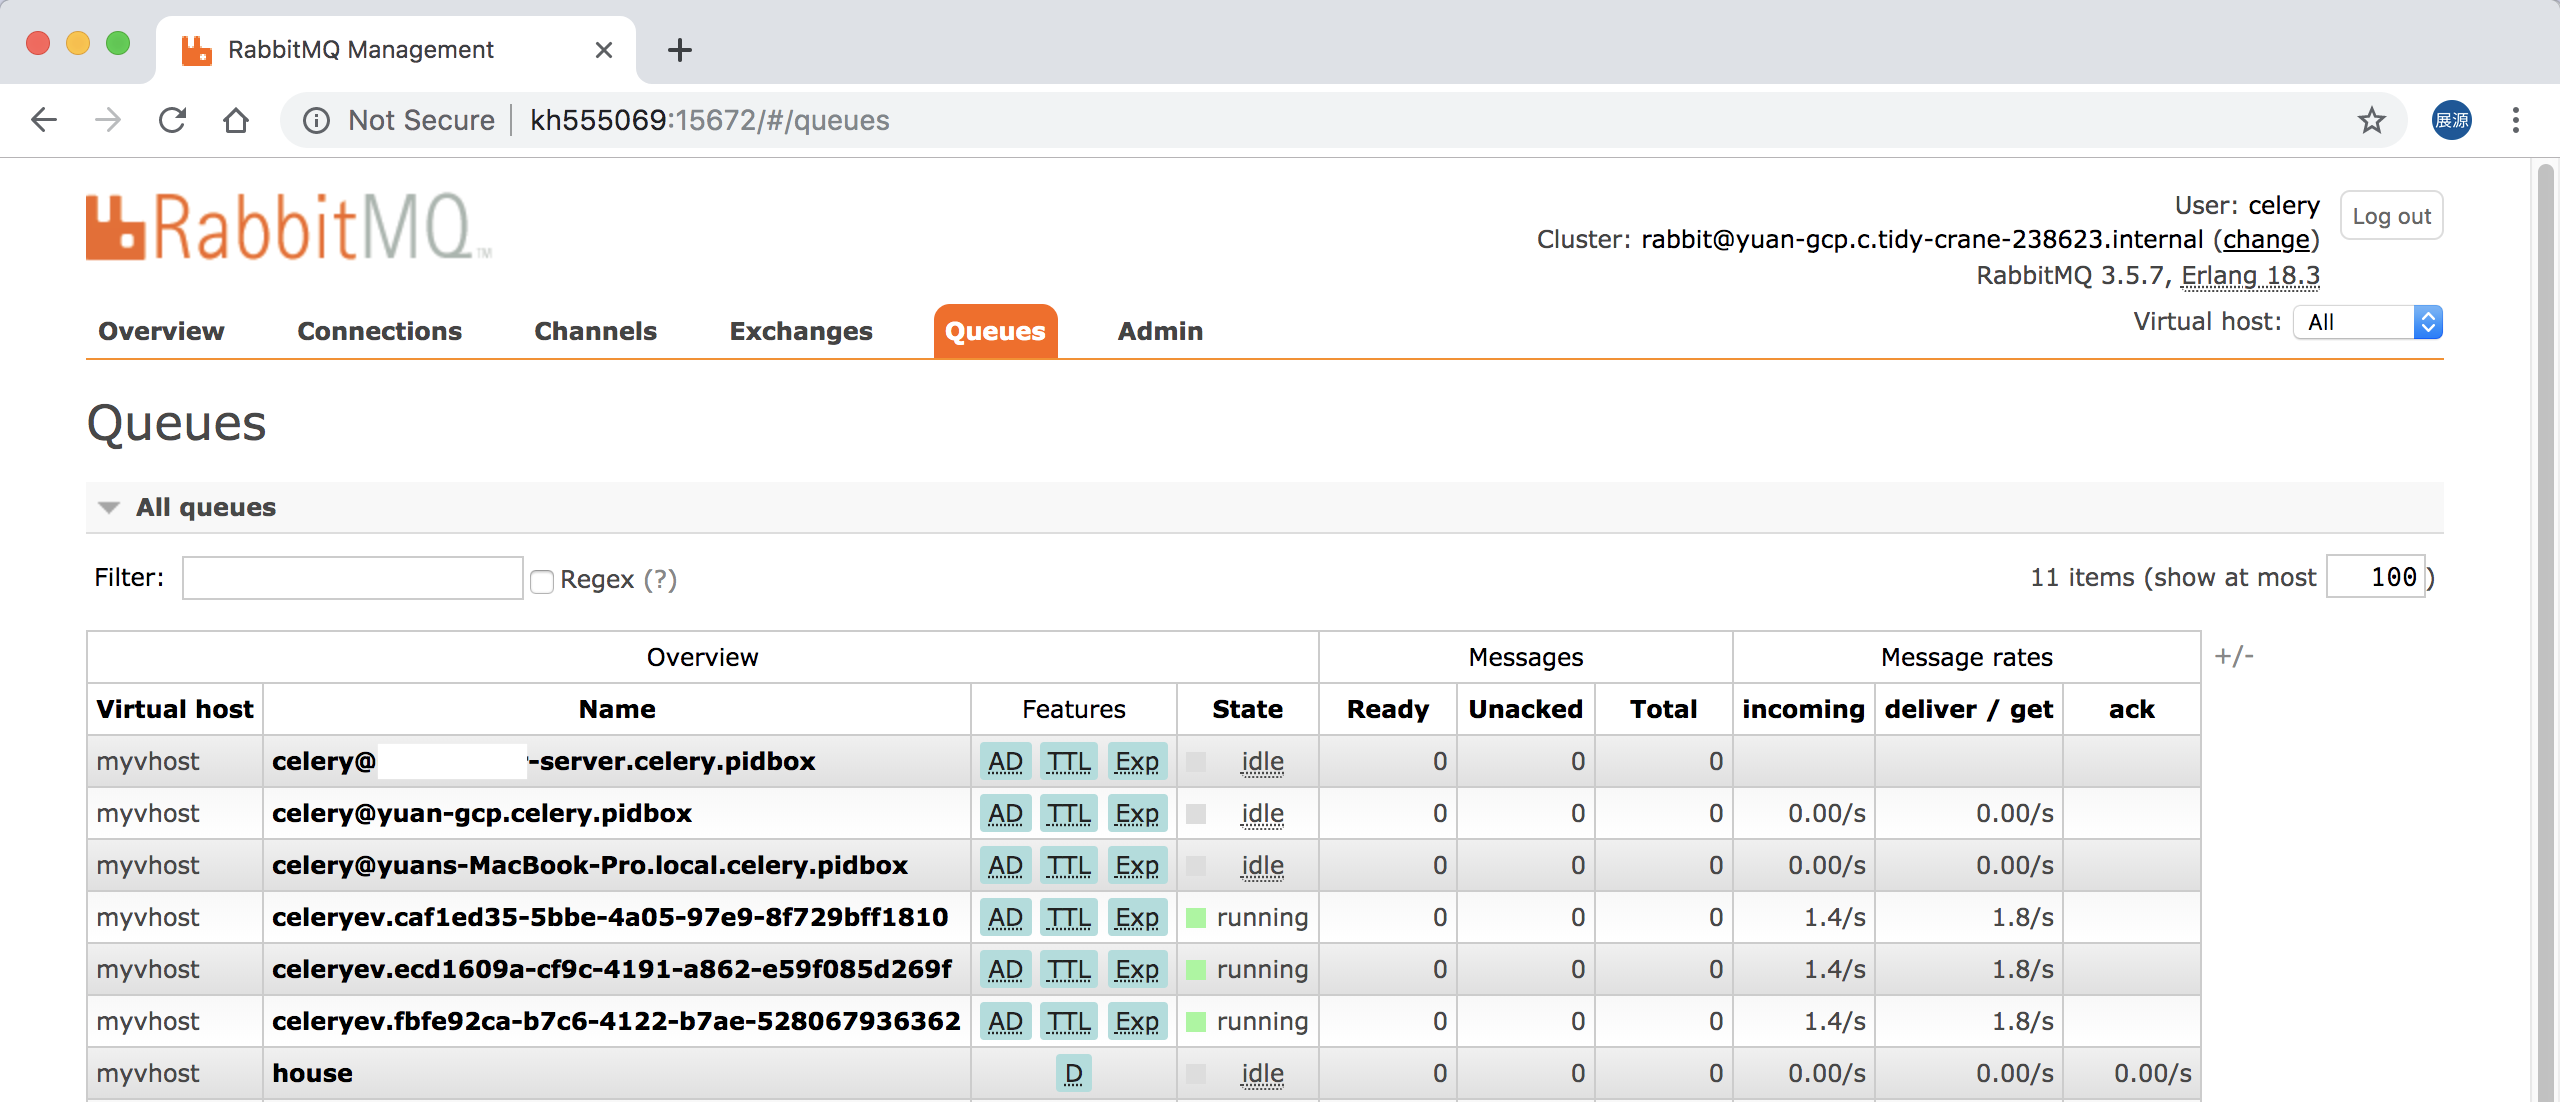 RabbitMQ Management
Not Secure | kh555069:15672/#/queues
展源
RabbitMQ™
User: celery
Log out
Cluster: rabbit@yuan-gcp.c.tidy-crane-238623.internal (change)
RabbitMQ 3.5.7, Erlang 18.3
Overview Connections Channels Exchanges Queues Admin
Virtual host: All
Queues
All queues
Filter: Regex (?) 11 items (show at most 100 )
Overview Messages Message rates +/-
Virtual host Name Features State Ready Unacked Total incoming deliver / get ack
myvhost celery@ -server.celery.pidbox AD TTL Exp idle 0 0 0
myvhost celery@yuan-gcp.celery.pidbox AD TTL Exp idle 0 0 0 0.00/s 0.00/s
myvhost celery@yuans-MacBook-Pro.local.celery.pidbox AD TTL Exp idle 0 0 0 0.00/s 0.00/s
myvhost celeryev.caf1ed35-5bbe-4a05-97e9-8f729bff1810 AD TTL Exp running 0 0 0 1.4/s 1.8/s
myvhost celeryev.ecd1609a-cf9c-4191-a862-e59f085d269f AD TTL Exp running 0 0 0 1.4/s 1.8/s
myvhost celeryev.fbfe92ca-b7c6-4122-b7ae-528067936362 AD TTL Exp running 0 0 0 1.4/s 1.8/s
myvhost house D idle 0 0 0 0.00/s 0.00/s 0.00/s